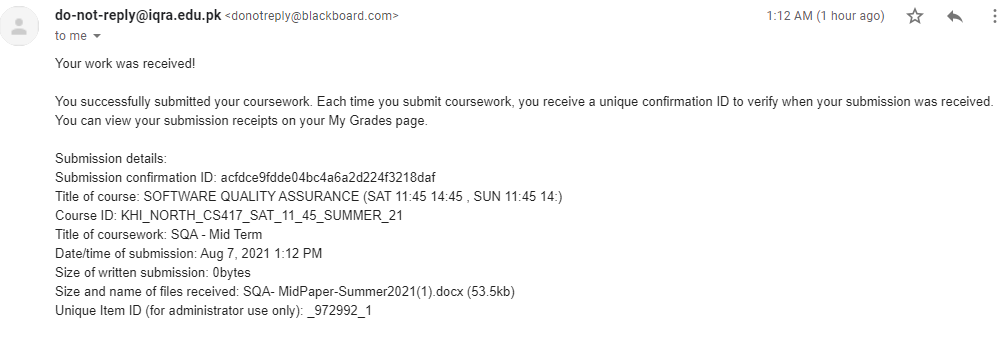 do-not-reply@iqra.edu.pk <donotreply@blackboard.com> 1:12 AM (1 hour ago)
to me
Your work was received!
You successfully submitted your coursework. Each time you submit coursework, you receive a unique confirmation ID to verify when your submission was received.
You can view your submission receipts on your My Grades page.
Submission details:
Submission confirmation ID: acfdce9fdde04bc4a6a2d224f3218daf
Title of course: SOFTWARE QUALITY ASSURANCE (SAT 11:45 14:45 , SUN 11:45 14:)
Course ID: KHI_NORTH_CS417_SAT_11_45_SUMMER_21
Title of coursework: SQA - Mid Term
Date/time of submission: Aug 7, 2021 1:12 PM
Size of written submission: 0bytes
Size and name of files received: SQA- MidPaper-Summer2021(1).docx (53.5kb)
Unique Item ID (for administrator use only): _972992_1